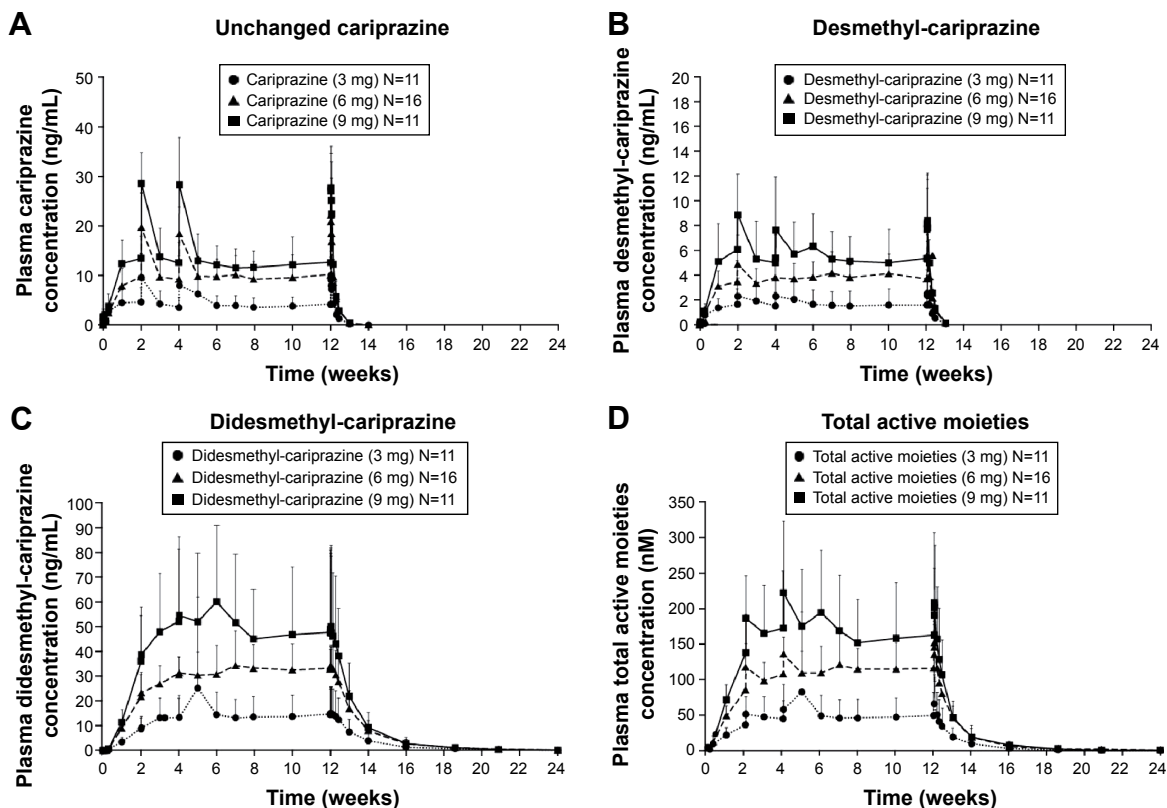 A
Unchanged cariprazine
Cariprazine (3 mg) N=11
Cariprazine (6 mg) N=16
Cariprazine (9 mg) N=11
Plasma cariprazine
concentration (ng/mL)
50
40
30
20
10
0
0 2 4 6 8 10 12 14 16 18 20 22 24
Time (weeks)
B
Desmethyl-cariprazine
Desmethyl-cariprazine (3 mg) N=11
Desmethyl-cariprazine (6 mg) N=16
Desmethyl-cariprazine (9 mg) N=11
Plasma desmethyl-cariprazine
concentration (ng/mL)
20
18
16
14
12
10
8
6
4
2
0
0 2 4 6 8 10 12 14 16 18 20 22 24
Time (weeks)
C
Didesmethyl-cariprazine
Didesmethyl-cariprazine (3 mg) N=11
Didesmethyl-cariprazine (6 mg) N=16
Didesmethyl-cariprazine (9 mg) N=11
Plasma didesmethyl-cariprazine
concentration (ng/mL)
100
90
80
70
60
50
40
30
20
10
0
0 2 4 6 8 10 12 14 16 18 20 22 24
Time (weeks)
D
Total active moieties
Total active moieties (3 mg) N=11
Total active moieties (6 mg) N=16
Total active moieties (9 mg) N=11
Plasma total active moieties
concentration (nM)
350
300
250
200
150
100
50
0
0 2 4 6 8 10 12 14 16 18 20 22 24
Time (weeks)